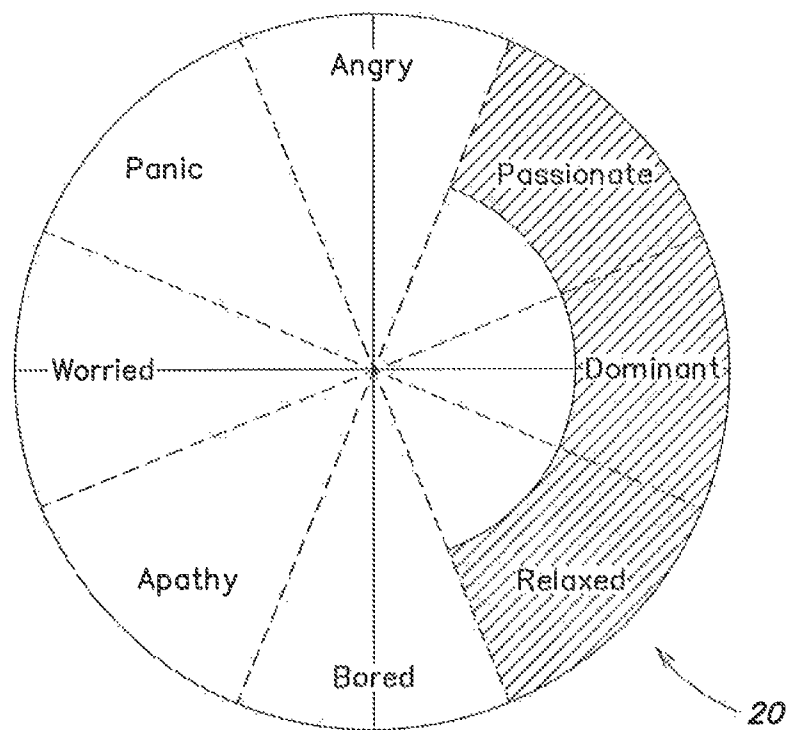 Angry
Panic
Passionate
Worried
Dominant
Apathy
Relaxed
Bored
20